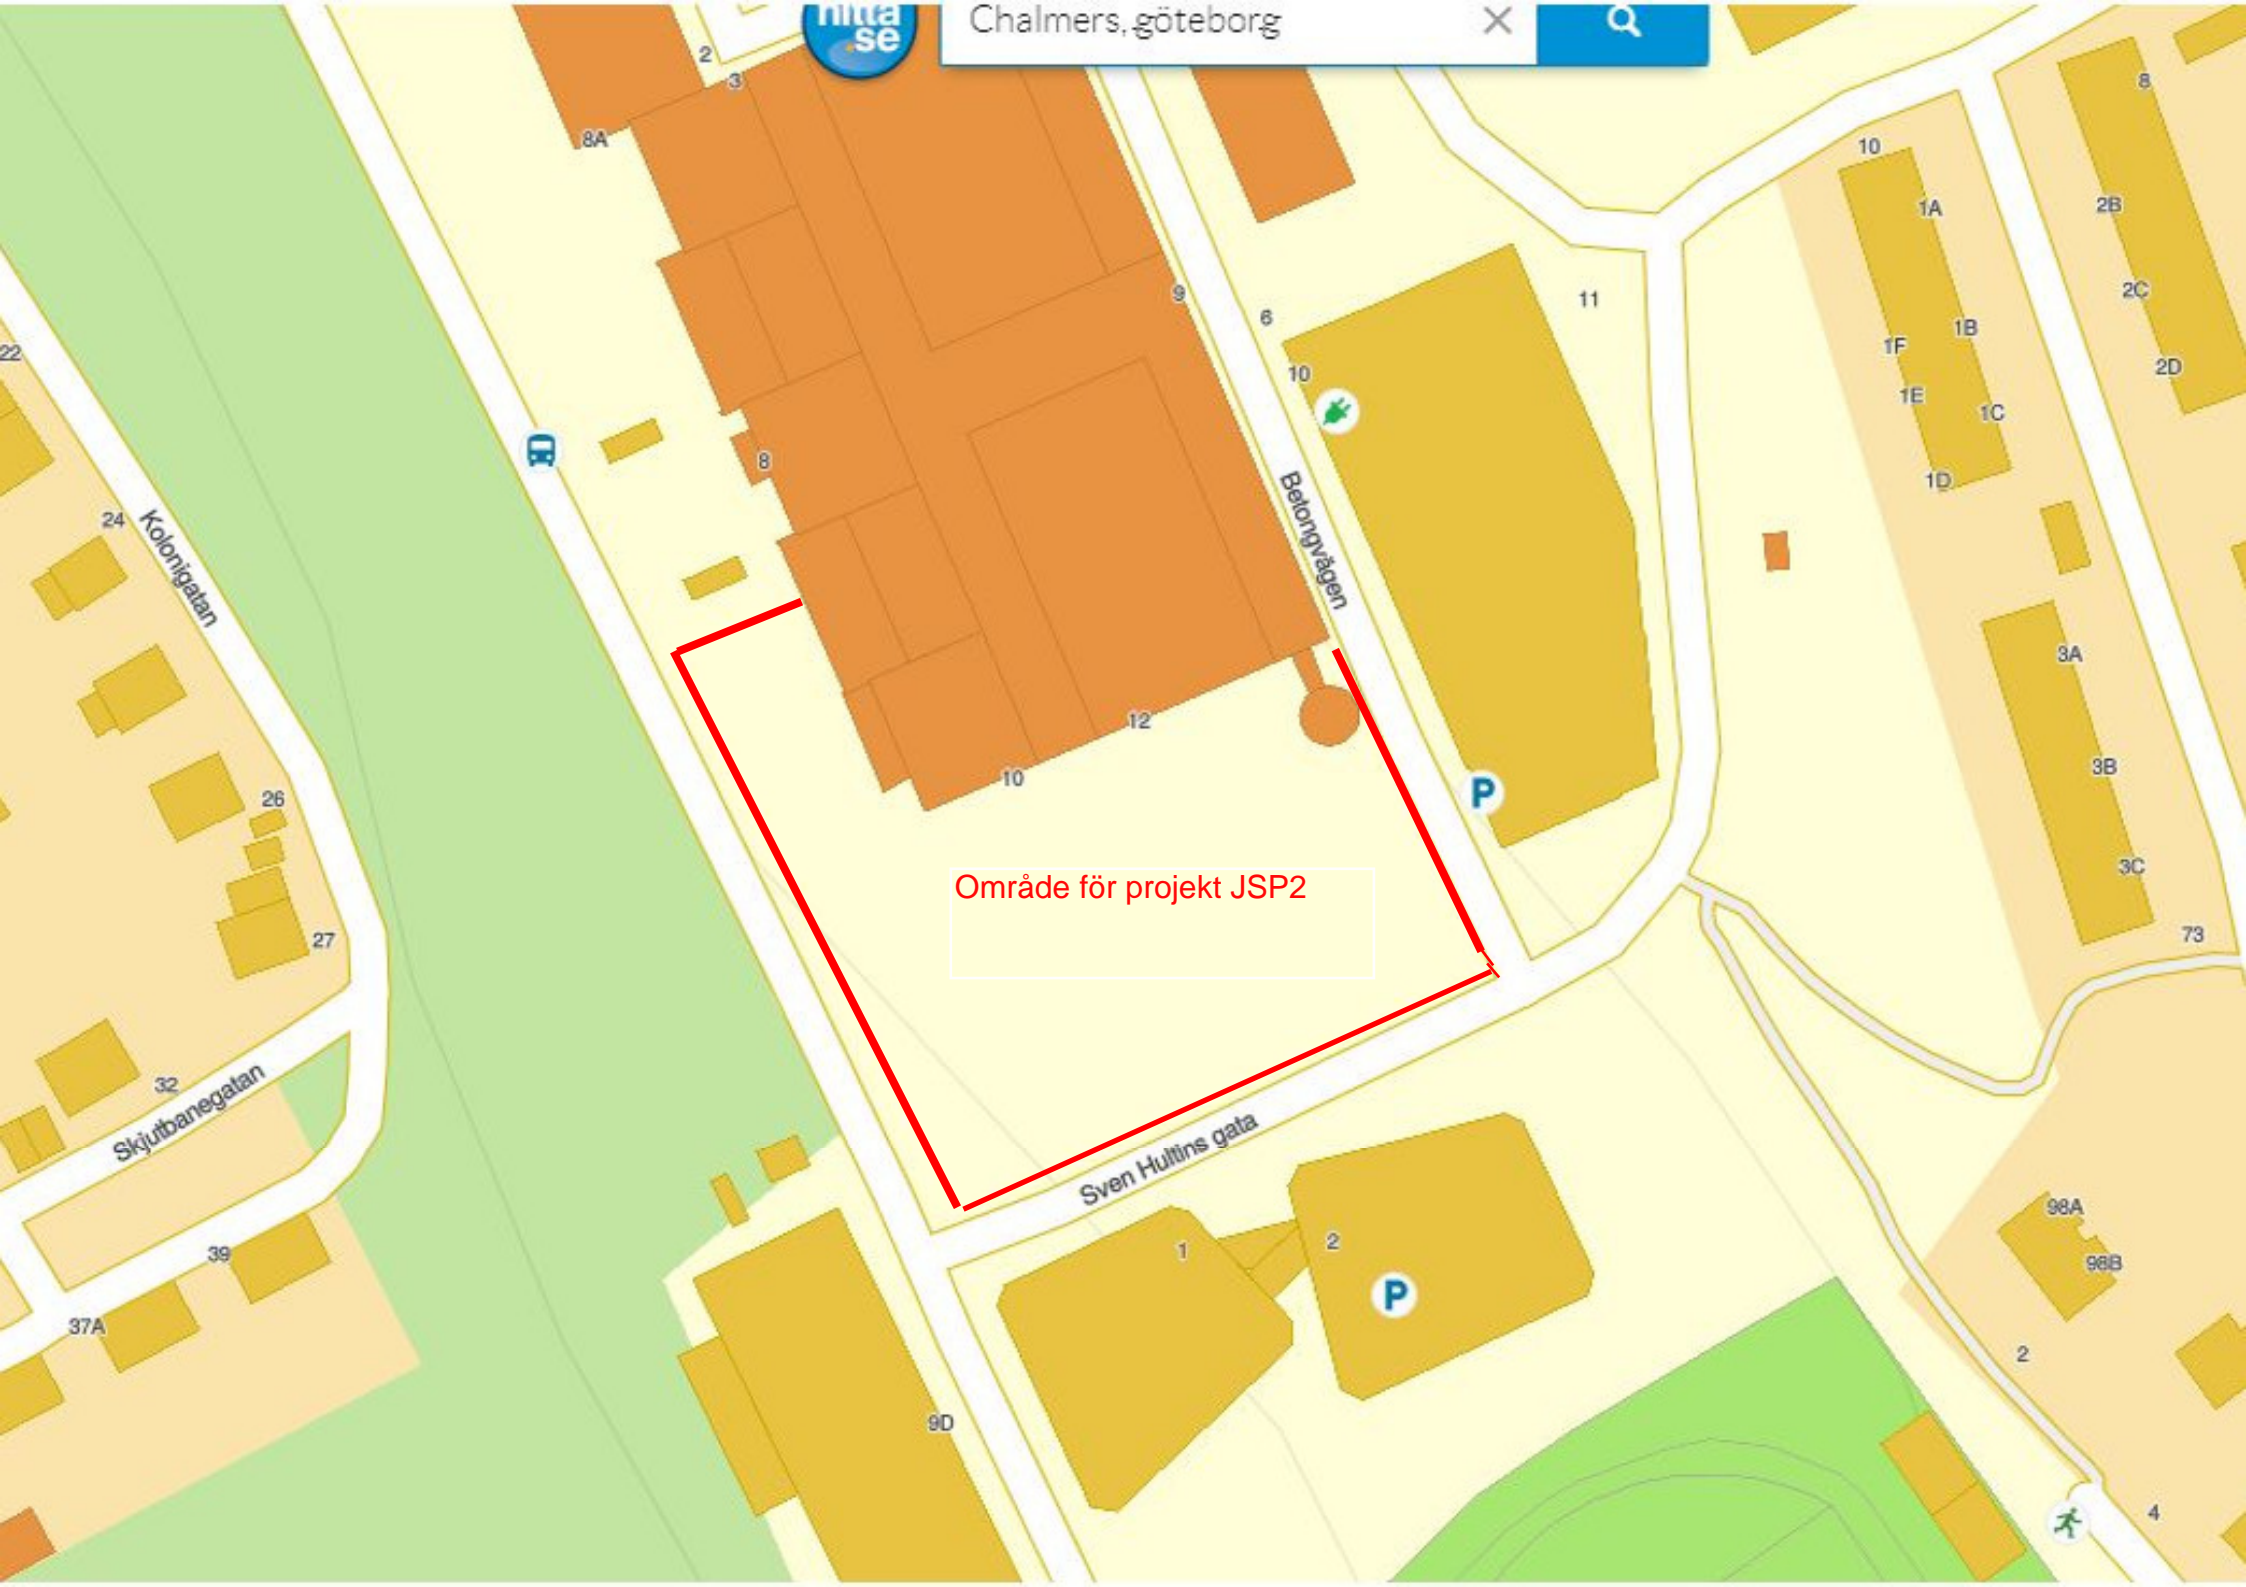 hitta
.se
Chalmers, göteborg
2
3
8A
8
10
1A
2B
9
6
11
2C
1B
1F
22
10
2D
1E
1C
8
1D
24
Kolonigatan
Betongvägen
3A
12
10
P
3B
26
3C
Område för projekt JSP2
27
73
32
Skjutbanegatan
Sven Hultins gata
98A
1
2
39
98B
P
37A
2
9D
4